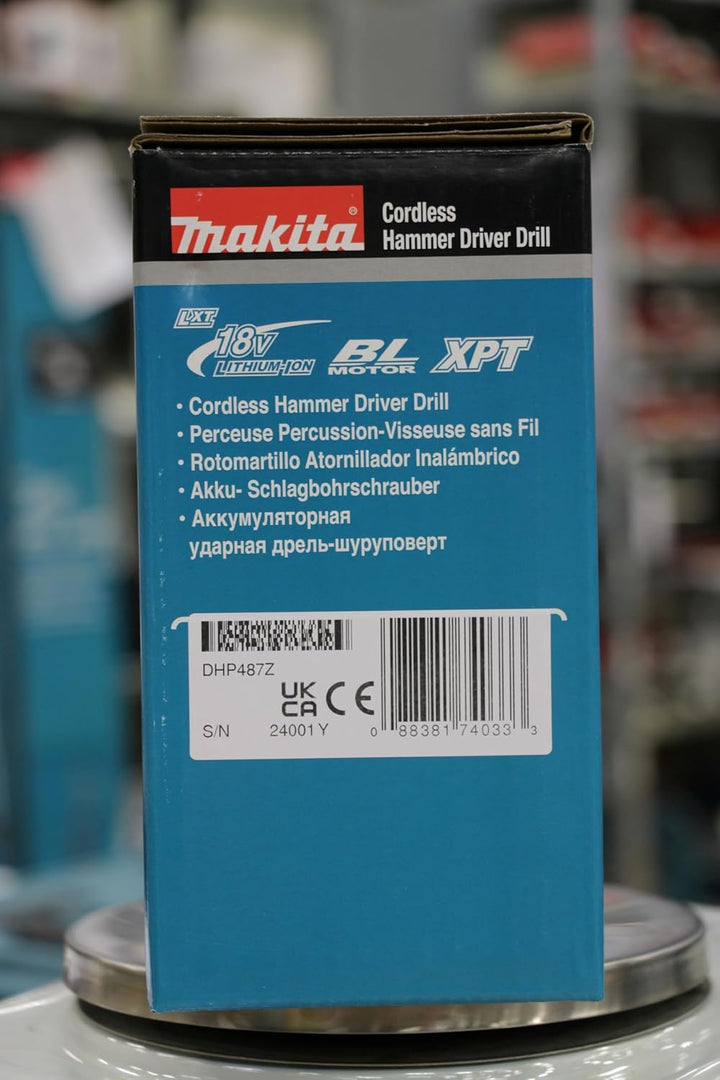 makita®
Cordless
Hammer Driver Drill
LXT
18V
LITHIUM-ION
BL
MOTOR
XPT
• Cordless Hammer Driver Drill
• Perceuse Percussion-Visseuse sans Fil
• Rotomartillo Atornillador Inalámbrico
• Akku- Schlagbohrschrauber
• Аккумуляторная
ударная дрель-шуруповерт
DHP487Z
UK
CA CE
S/N 24001 Y
0 88381 74033 3